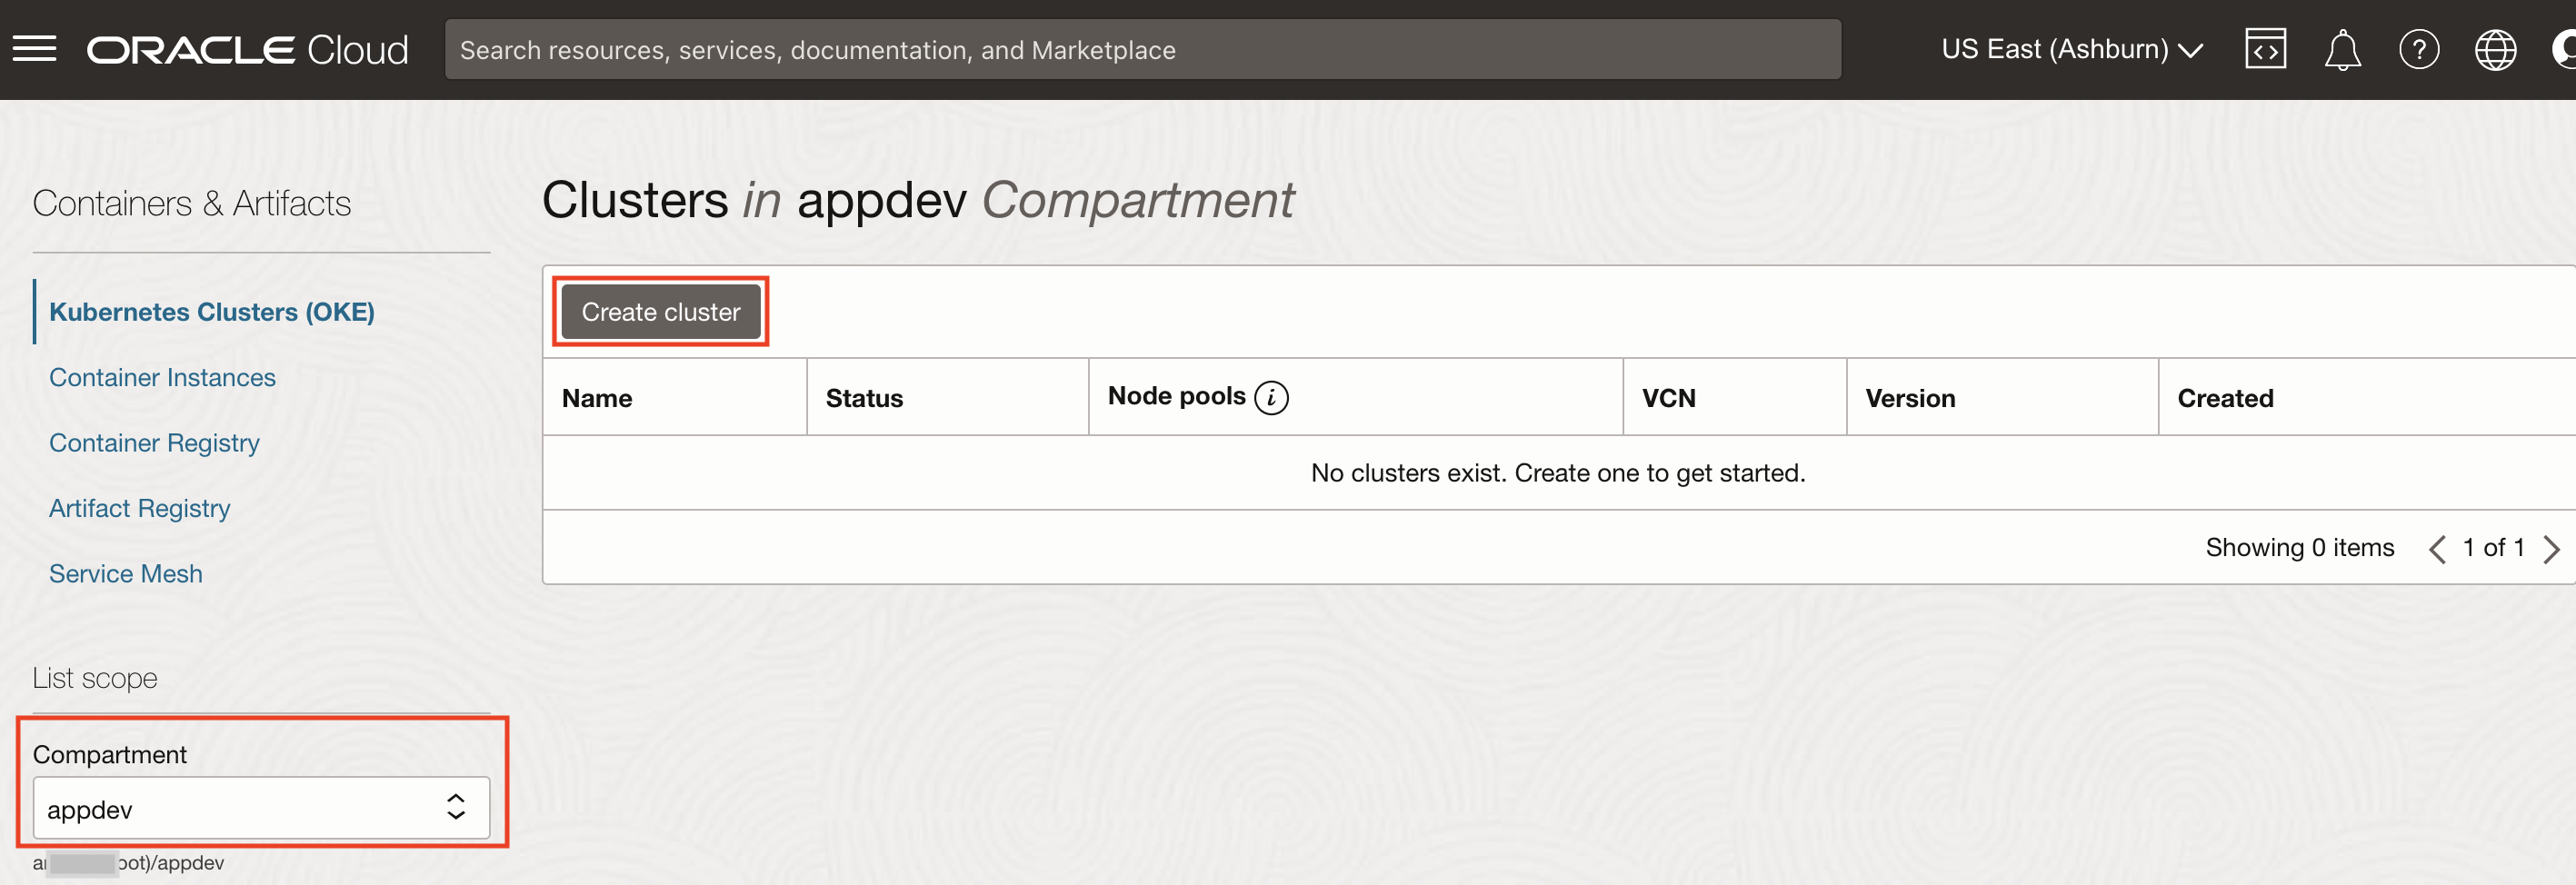 ORACLE Cloud
Search resources, services, documentation, and Marketplace
US East (Ashburn)
Containers & Artifacts
Kubernetes Clusters (OKE)
Container Instances
Container Registry
Artifact Registry
Service Mesh
List scope
Compartment
appdev
oot)/appdev
Clusters in appdev Compartment
Create cluster
Name Status Node pools i VCN Version Created
No clusters exist. Create one to get started.
Showing 0 items 1 of 1